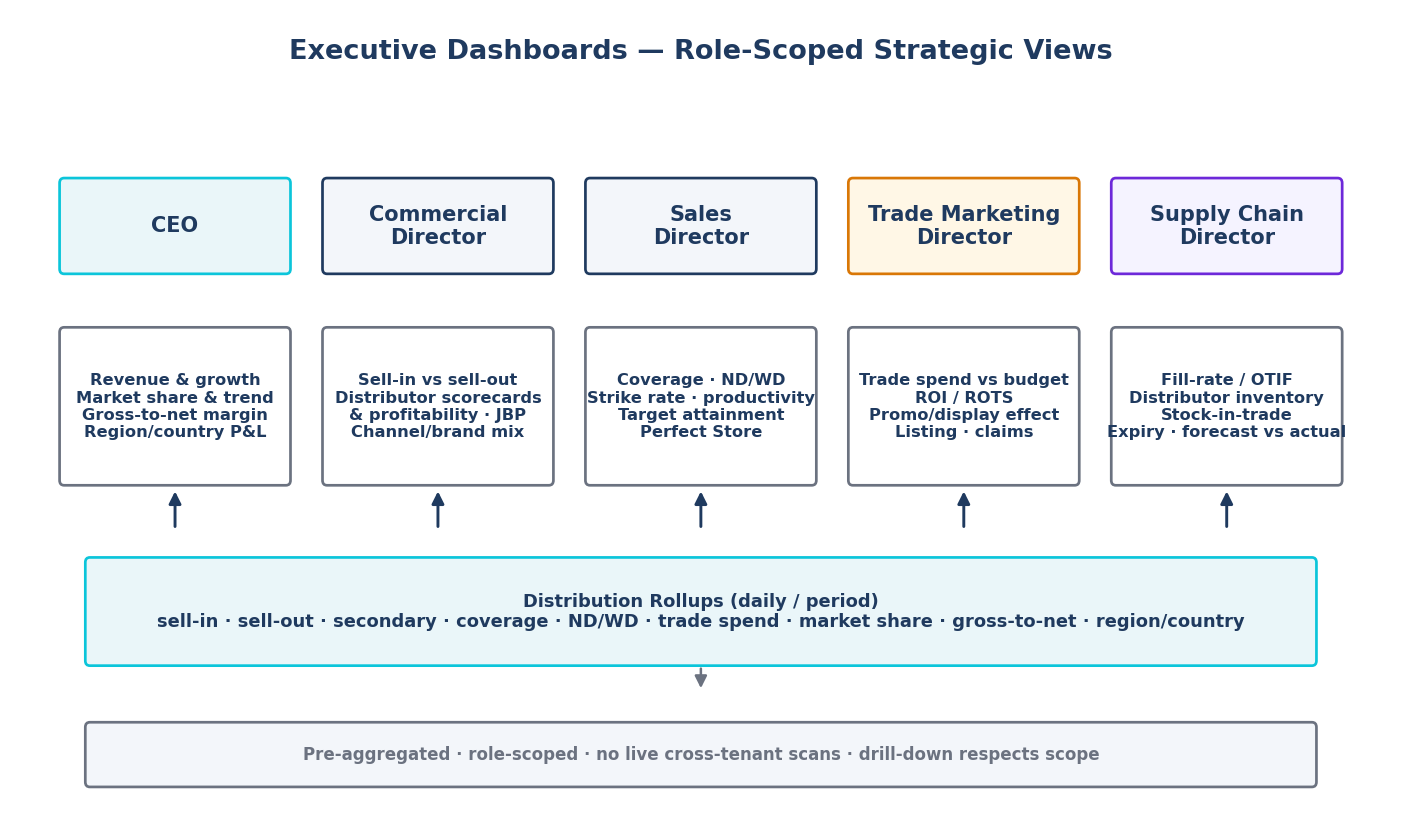 Executive Dashboards — Role-Scoped Strategic Views
CEO
Commercial
Director
Sales
Director
Trade Marketing
Director
Supply Chain
Director
Revenue & growth
Market share & trend
Gross-to-net margin
Region/country P&L
Sell-in vs sell-out
Distributor scorecards
& profitability · JBP
Channel/brand mix
Coverage · ND/WD
Strike rate · productivity
Target attainment
Perfect Store
Trade spend vs budget
ROI / ROTS
Promo/display effect
Listing · claims
Fill-rate / OTIF
Distributor inventory
Stock-in-trade
Expiry · forecast vs actual
Distribution Rollups (daily / period)
sell-in · sell-out · secondary · coverage · ND/WD · trade spend · market share · gross-to-net · region/country
Pre-aggregated · role-scoped · no live cross-tenant scans · drill-down respects scope